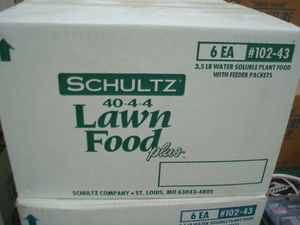 6 EA #102-43
3.5 LB WATER SOLUBLE PLANT FOOD
WITH FEEDER PACKETS
SCHULTZ
40-4-4
Lawn
Food
plus
SCHULTZ COMPANY • ST. LOUIS, MO 63043-4805
6 EA #102-43